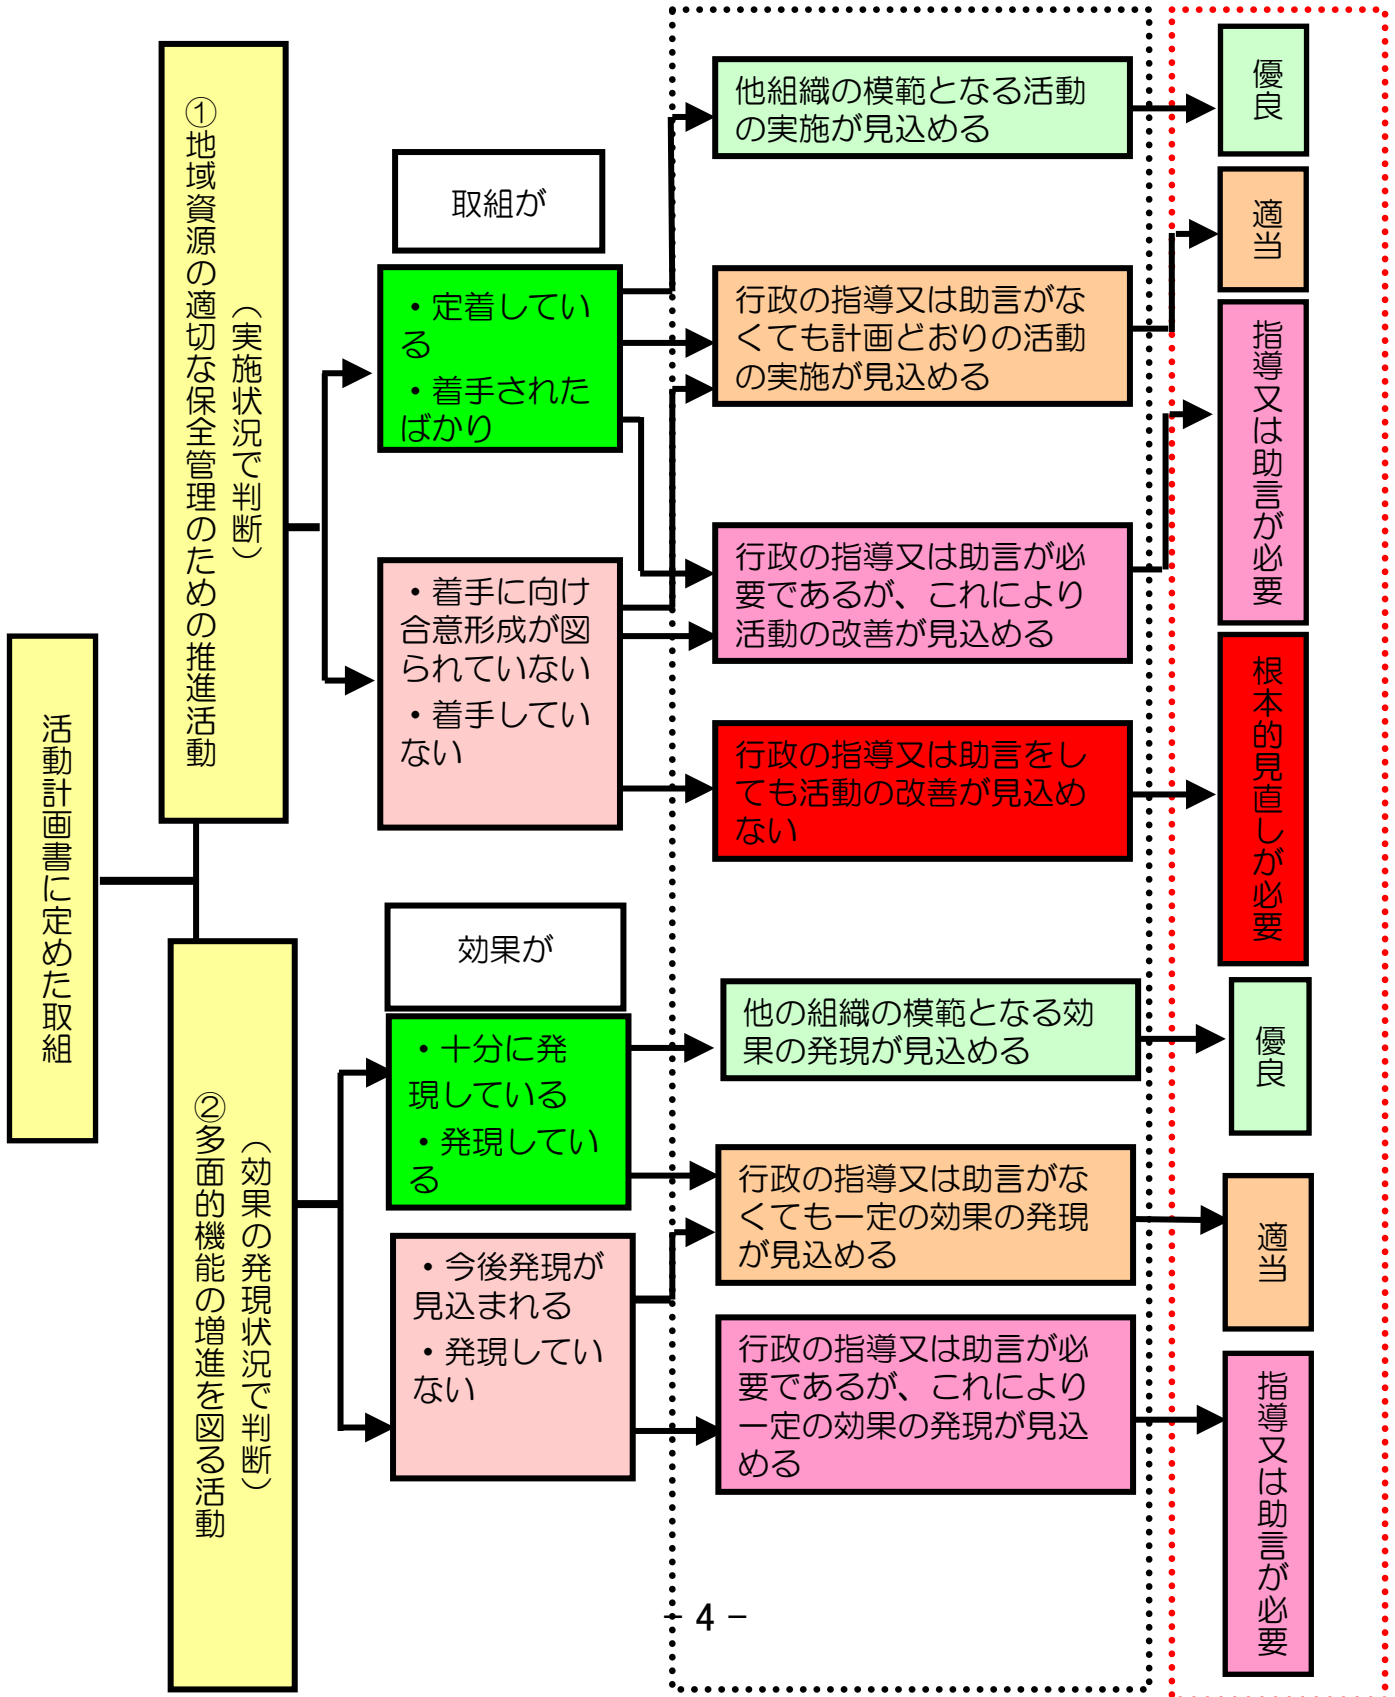 活動計画書に定めた取組
①地域資源の適切な保全管理のための推進活動
（実施状況で判断）
取組が
・定着してい
る
・着手された
ばかり
・着手に向け
合意形成が図
られていない
・着手してい
ない
他組織の模範となる活動
の実施が見込める
行政の指導又は助言がな
くても計画どおりの活動
の実施が見込める
行政の指導又は助言が必
要であるが、これにより
活動の改善が見込める
行政の指導又は助言をし
ても活動の改善が見込め
ない
優良
適当
指導又は助言が必要
根本的見直しが必要
②多面的機能の増進を図る活動
（効果の発現状況で判断）
効果が
・十分に発
現している
・発現してい
る
・今後発現が
見込まれる
・発現してい
ない
他の組織の模範となる効
果の発現が見込める
行政の指導又は助言がな
くても一定の効果の発現
が見込める
行政の指導又は助言が必
要であるが、これにより
一定の効果の発現が見込
める
優良
適当
指導又は助言が必要
- 4 -